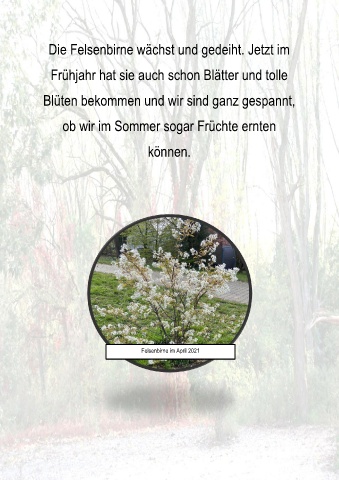 Die Felsenbirne wächst und gedeiht. Jetzt im
Frühjahr hat sie auch schon Blätter und tolle
Blüten bekommen und wir sind ganz gespannt,
ob wir im Sommer sogar Früchte ernten
können.
Felsenbirne im April 2021